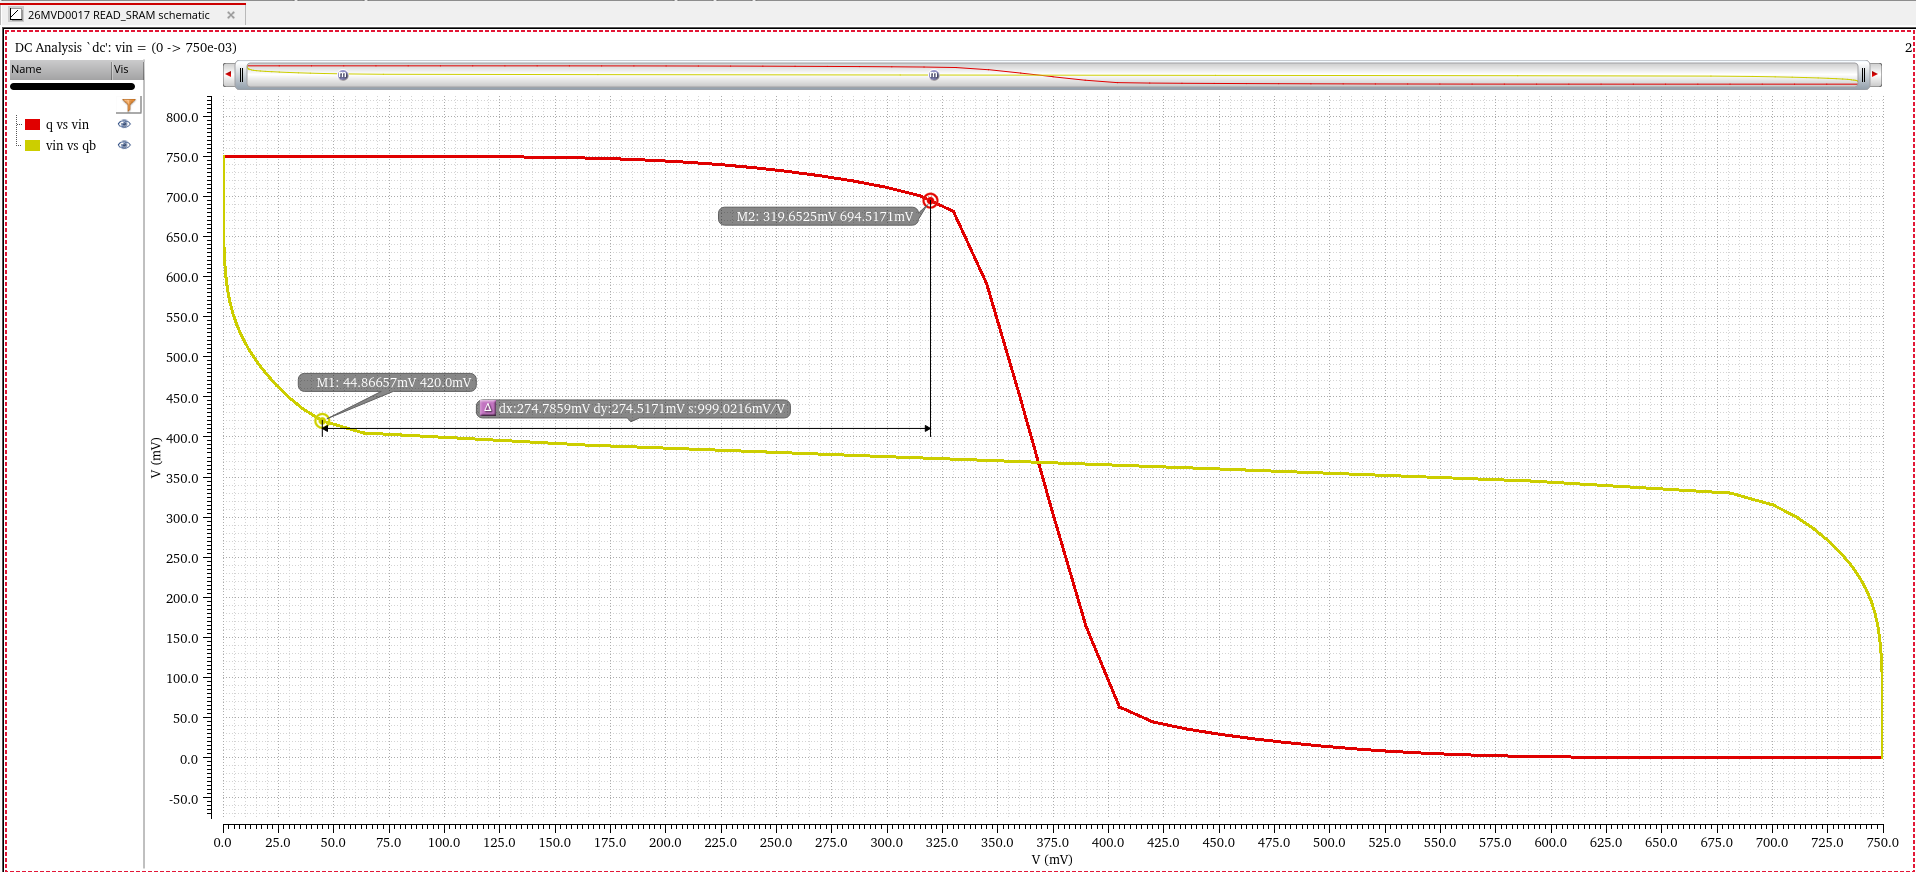 26MVD0017 READ_SRAM schematic
DC Analysis `dc': vin = (0 -> 750e-03)
2
Name Vis
q vs vin
vin vs qb
m m
800.0
750.0
700.0
650.0
600.0
550.0
500.0
450.0
400.0
350.0
300.0
250.0
200.0
150.0
100.0
50.0
0.0
-50.0
V (mV)
M2: 319.6525mV 694.5171mV
M1: 44.86657mV 420.0mV
Δ dx:274.7859mV dy:274.5171mV s:999.0216mV/V
0.0 25.0 50.0 75.0 100.0 125.0 150.0 175.0 200.0 225.0 250.0 275.0 300.0 325.0 350.0 375.0 400.0 425.0 450.0 475.0 500.0 525.0 550.0 575.0 600.0 625.0 650.0 675.0 700.0 725.0 750.0
V (mV)